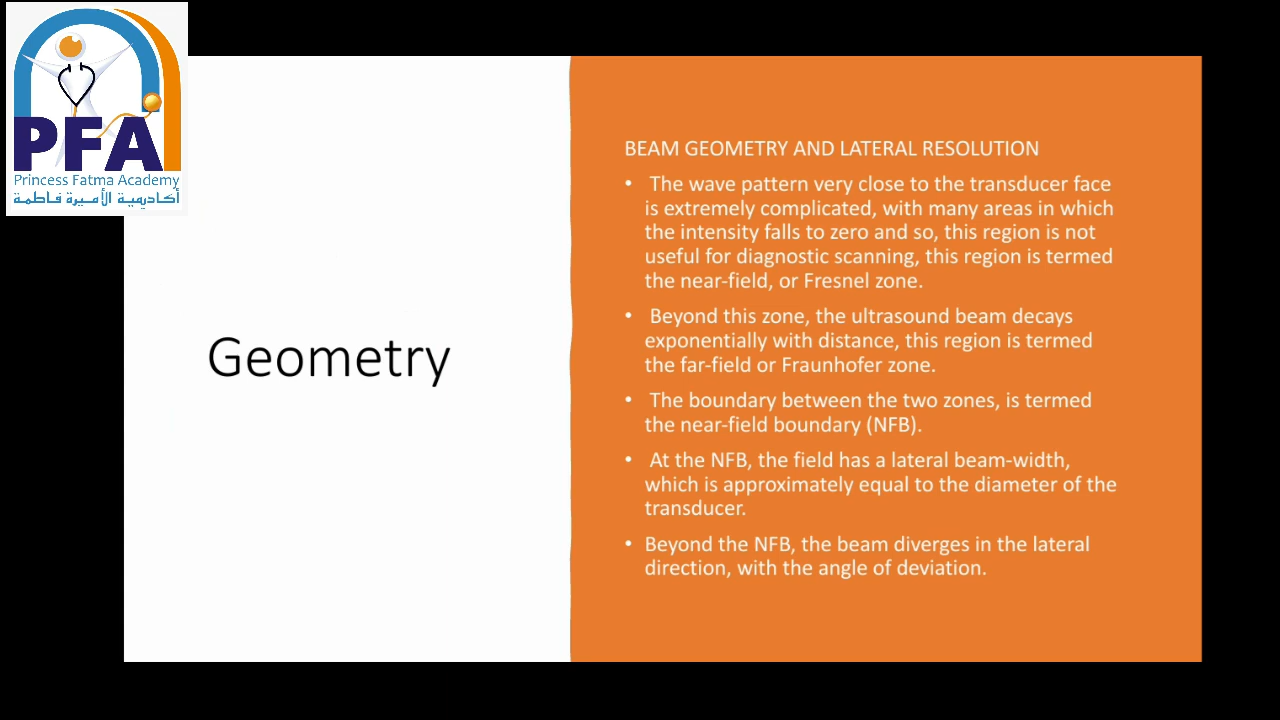 PFA
Princess Fatma Academy
أكاديمية الأميرة فاطمة
Geometry
BEAM GEOMETRY AND LATERAL RESOLUTION
• The wave pattern very close to the transducer face
is extremely complicated, with many areas in which
the intensity falls to zero and so, this region is not
useful for diagnostic scanning, this region is termed
the near-field, or Fresnel zone.
• Beyond this zone, the ultrasound beam decays
exponentially with distance, this region is termed
the far-field or Fraunhofer zone.
• The boundary between the two zones, is termed
the near-field boundary (NFB).
• At the NFB, the field has a lateral beam-width,
which is approximately equal to the diameter of the
transducer.
• Beyond the NFB, the beam diverges in the lateral
direction, with the angle of deviation.